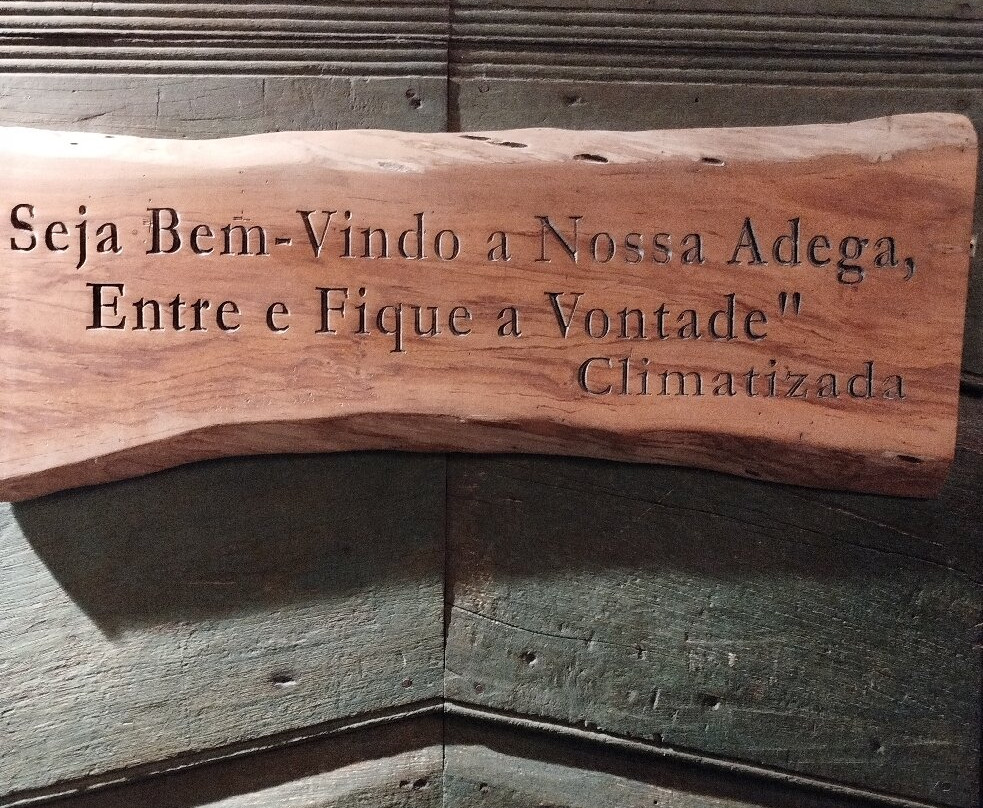 Seja Bem-Vindo a Nossa Adega,
Entre e Fique a Vontade"
Climatizada